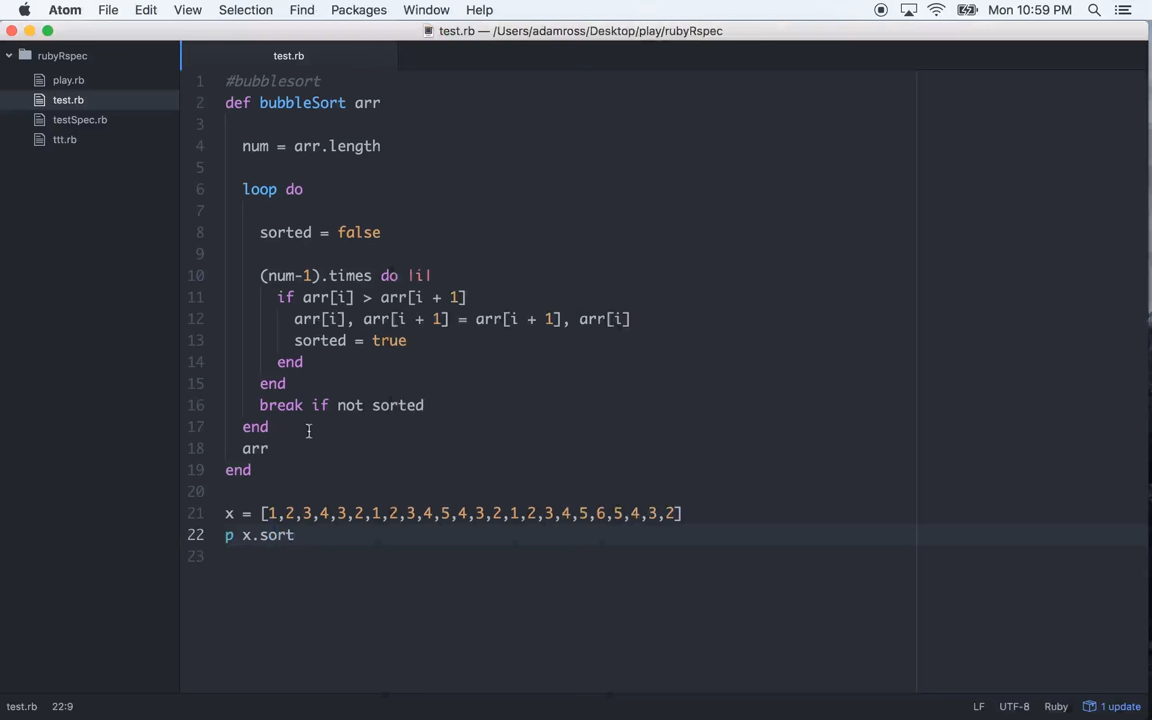 Atom File Edit View Selection Find Packages Window Help Mon 10:59 PM
test.rb — /Users/adamross/Desktop/play/rubyRspec
rubyRspec
play.rb
test.rb
testSpec.rb
ttt.rb
test.rb
1 #bubblesort
2 def bubbleSort arr
3
4 num = arr.length
5
6 loop do
7
8 sorted = false
9
10 (num-1).times do |i|
11 if arr[i] > arr[i + 1]
12 arr[i], arr[i + 1] = arr[i + 1], arr[i]
13 sorted = true
14 end
15 end
16 break if not sorted
17 end
18 arr
19 end
20
21 x = [1,2,3,4,3,2,1,2,3,4,5,4,3,2,1,2,3,4,5,6,5,4,3,2]
22 p x.sort
23
test.rb 22:9 LF UTF-8 Ruby 1 update